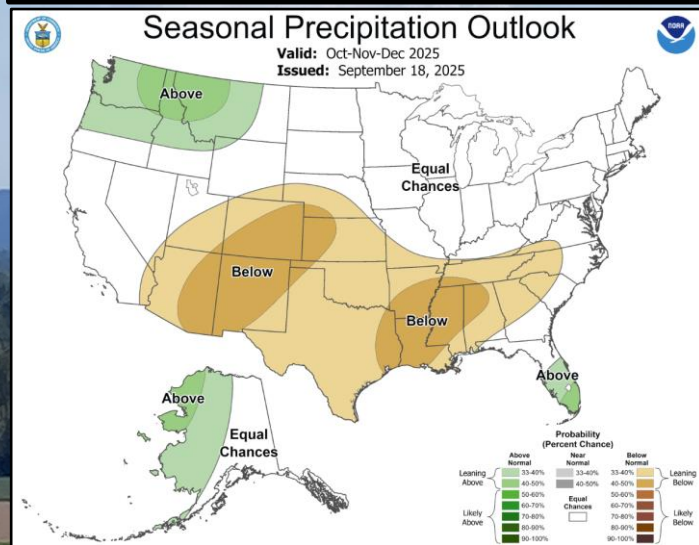 Seasonal Precipitation Outlook
Valid: Oct-Nov-Dec 2025
Issued: September 18, 2025
NOAA
Above
Equal
Chances
Below
Below
Above
Above
Equal
Chances
Probability
(Percent Chance)
Above Normal
Near Normal
Below Normal
Leaning Above
33-40%
33-40%
33-40%
Leaning Below
40-50%
40-50%
40-50%
50-60%
Equal Chances
50-60%
Likely Above
60-70%
60-70%
Likely Below
70-80%
70-80%
80-90%
80-90%
90-100%
90-100%